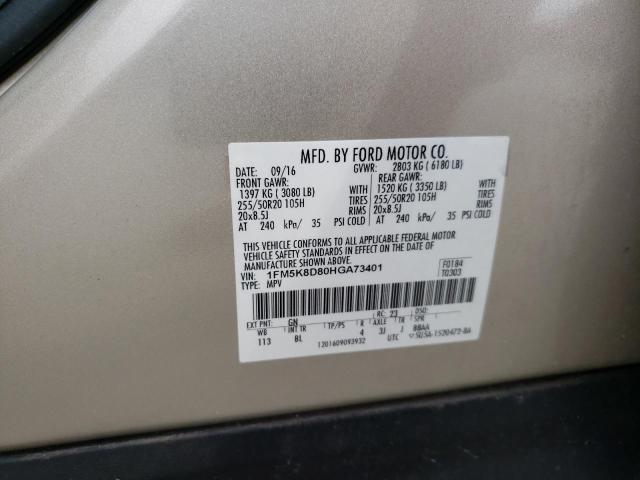 MFD. BY FORD MOTOR CO.
DATE: 09/16 GVWR: 2803 KG ( 6180 LB)
FRONT GAWR: REAR GAWR:
1397 KG ( 3080 LB) WITH 1520 KG ( 3350 LB) WITH
255/50R20 105H TIRES 255/50R20 105H TIRES
20x8.5J RIMS 20x8.5J RIMS
AT 240 kPa/ 35 PSI COLD AT 240 kPa/ 35 PSI COLD
THIS VEHICLE CONFORMS TO ALL APPLICABLE FEDERAL MOTOR
VEHICLE SAFETY STANDARDS IN EFFECT ON THE DATE OF
MANUFACTURE SHOWN ABOVE.
VIN: 1FM5K8D80HGA73401 F0184
TYPE: MPV T0303
EXT PNT: GN RC: 23 DSO:
WB INT TR TP/PS R AXLE TR SPR
113 BL 4 3J J BBAA
1201609093932 UTC 5U5A-1520472-BA